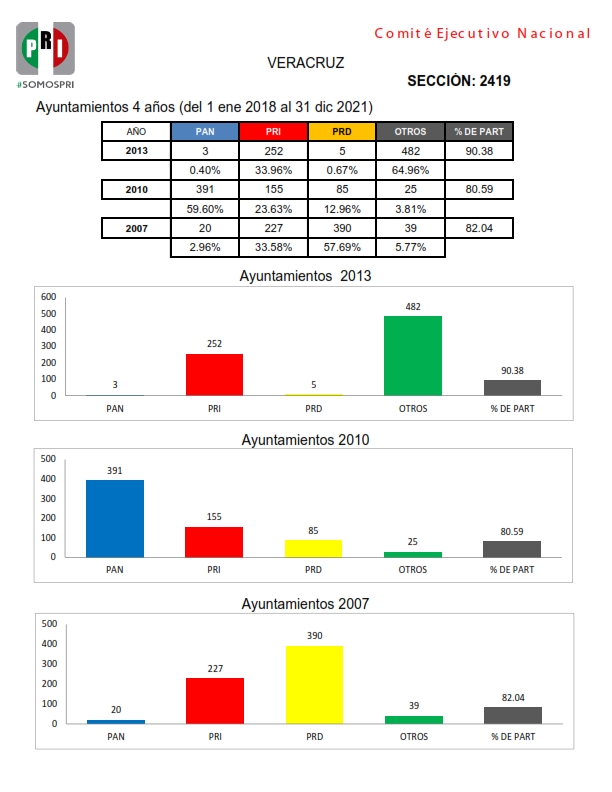 Comité Ejecutivo Nacional
PRI
#SOMOSPRI
VERACRUZ
SECCIÓN: 2419
Ayuntamientos 4 años (del 1 ene 2018 al 31 dic 2021)
AÑO PAN PRI PRD OTROS % DE PART
2013 3 252 5 482 90.38
0.40% 33.96% 0.67% 64.96%
2010 391 155 85 25 80.59
59.60% 23.63% 12.96% 3.81%
2007 20 227 390 39 82.04
2.96% 33.58% 57.69% 5.77%
Ayuntamientos 2013
600
500
400
300
200
100
0
3 252 5 482 90.38
PAN PRI PRD OTROS % DE PART
Ayuntamientos 2010
500
400
300
200
100
0
391 155 85 25 80.59
PAN PRI PRD OTROS % DE PART
Ayuntamientos 2007
500
400
300
200
100
0
20 227 390 39 82.04
PAN PRI PRD OTROS % DE PART